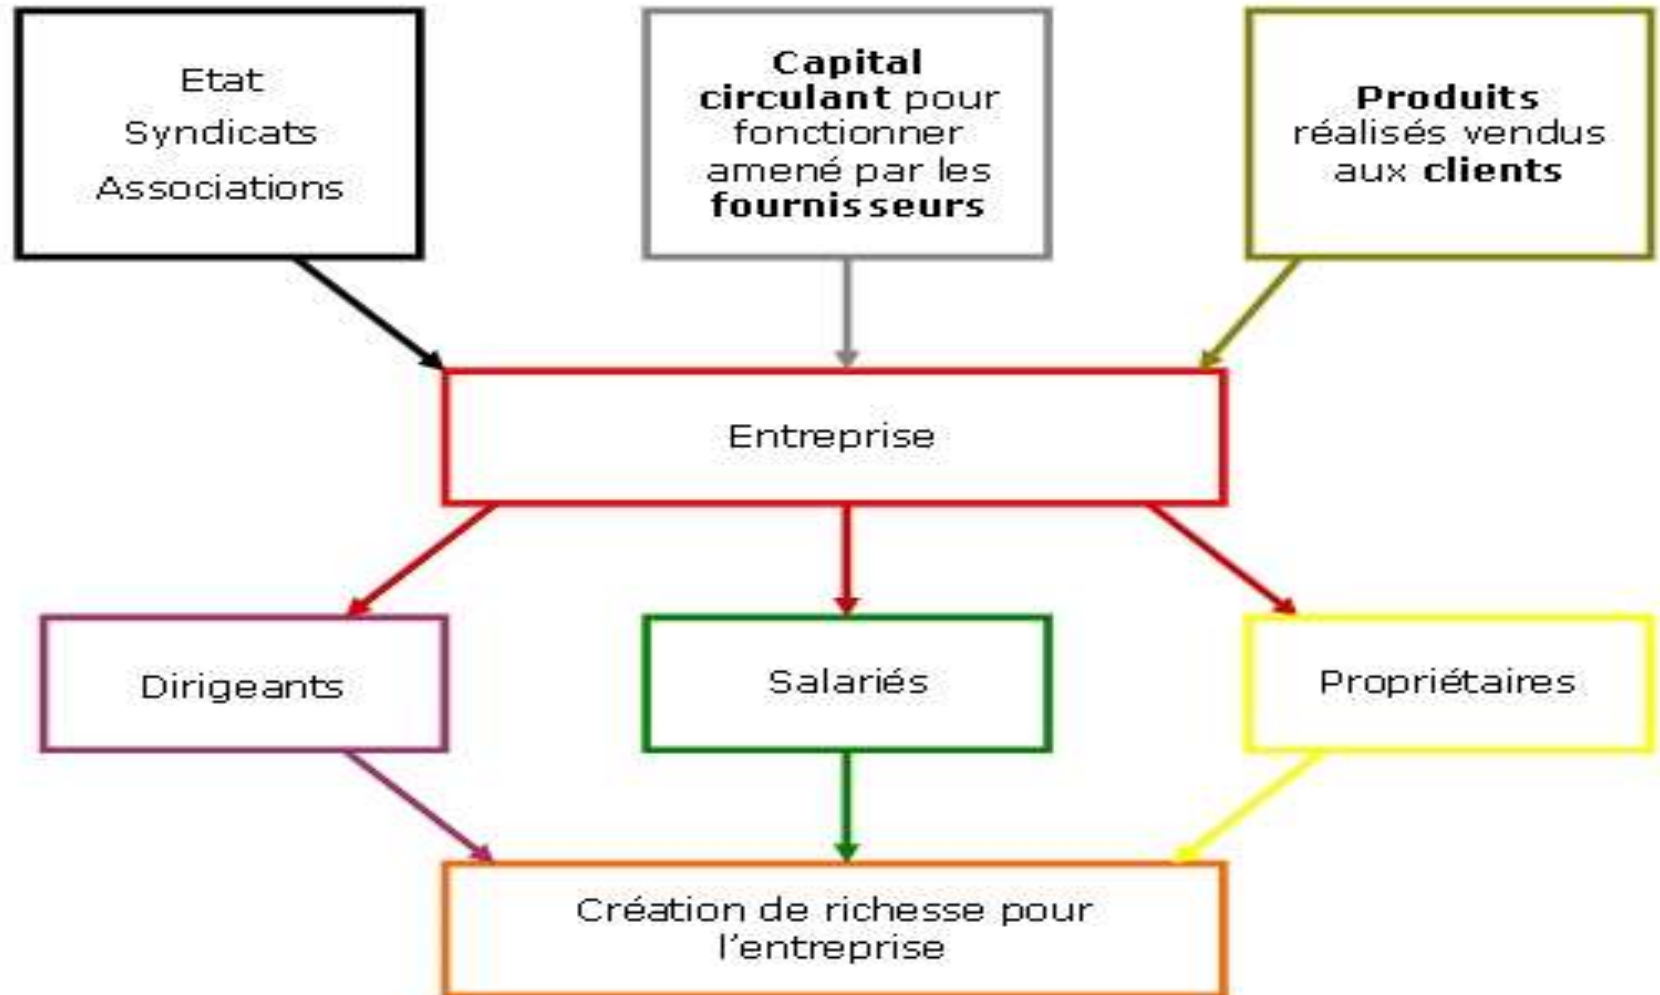 Etat
Syndicats
Associations
Capital
circulant pour
fonctionner
amené par les
fournisseurs
Produits
réalisés vendus
aux clients
Entreprise
Dirigeants
Salariés
Propriétaires
Création de richesse pour
l'entreprise